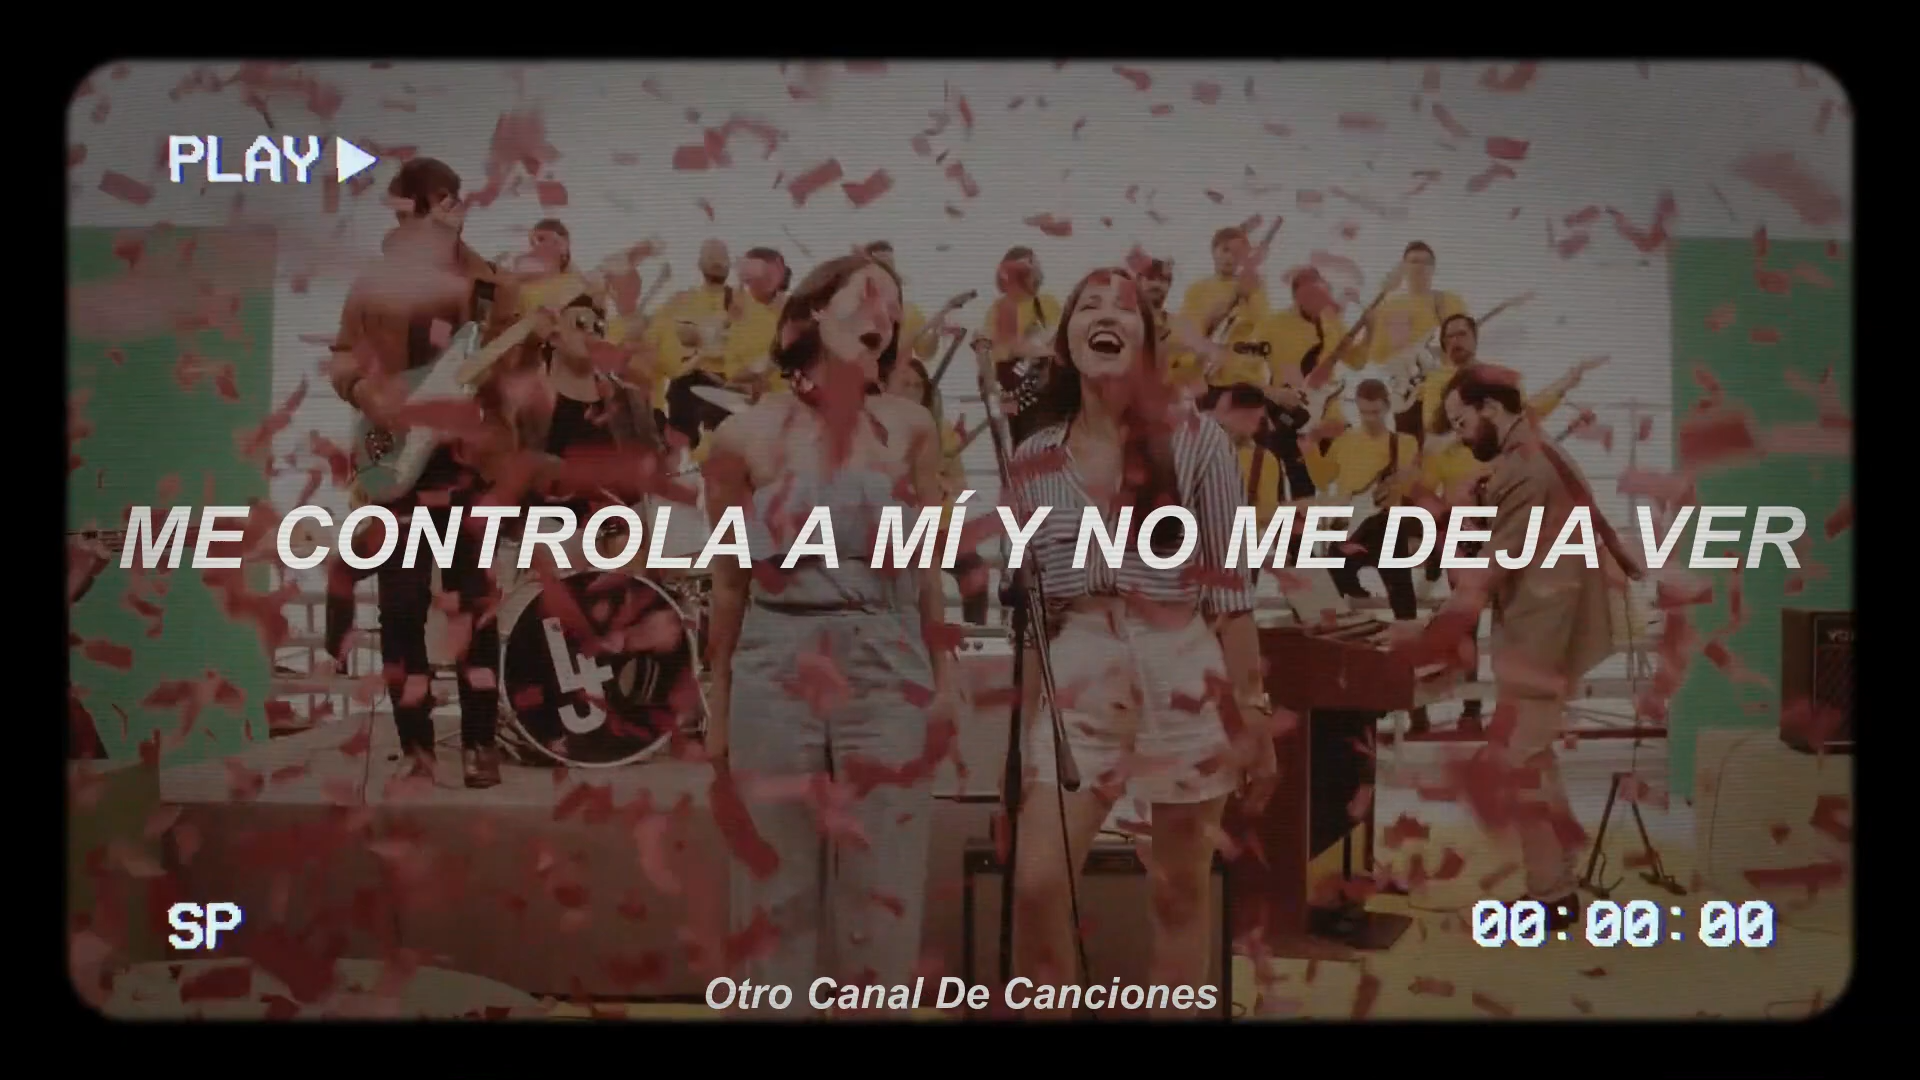 PLAY
ME CONTROLA A MÍ Y NO ME DEJA VER
SP
00:00:00
Otro Canal De Canciones